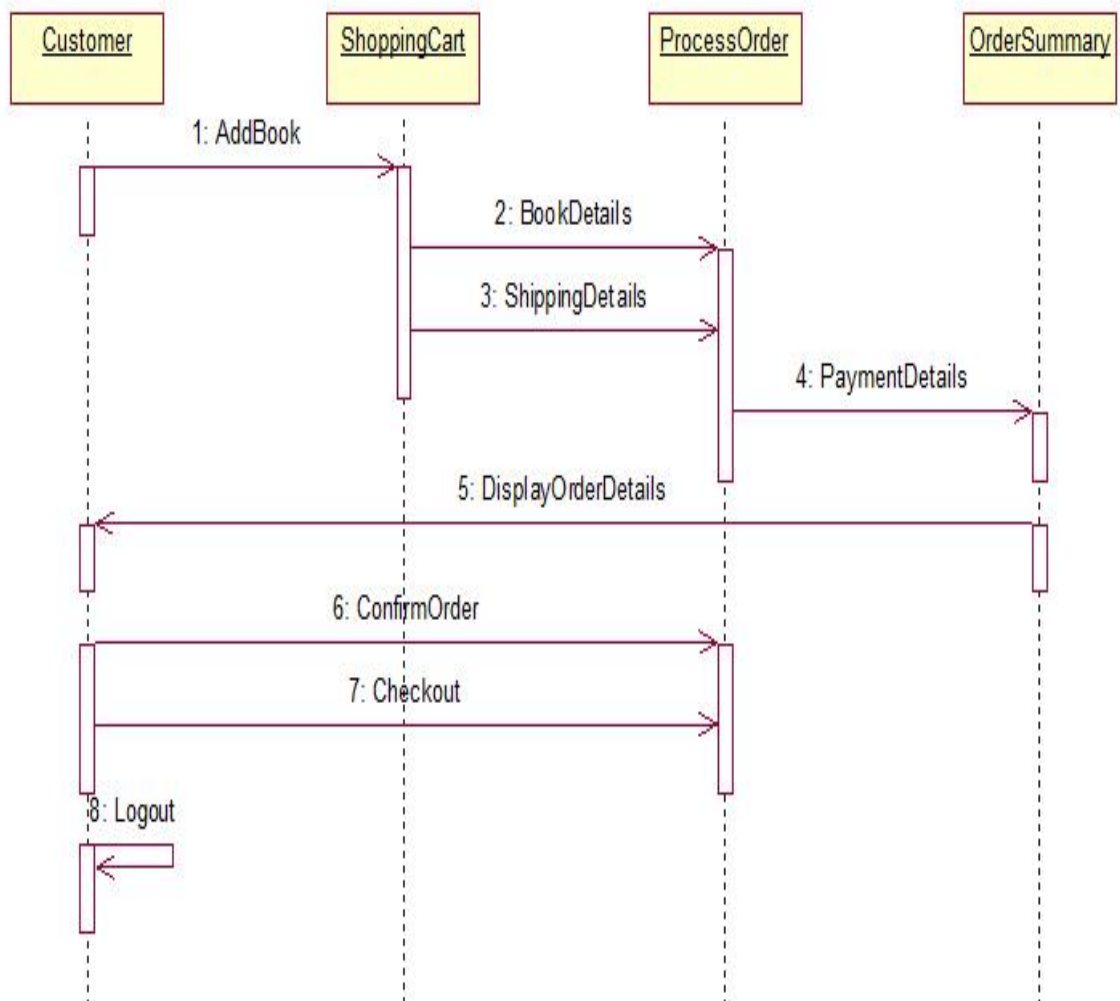 Customer
ShoppingCart
ProcessOrder
OrderSummary
1: AddBook
2: BookDetails
3: ShippingDetails
4: PaymentDetails
5: DisplayOrderDetails
6: ConfirmOrder
7: Checkout
8: Logout